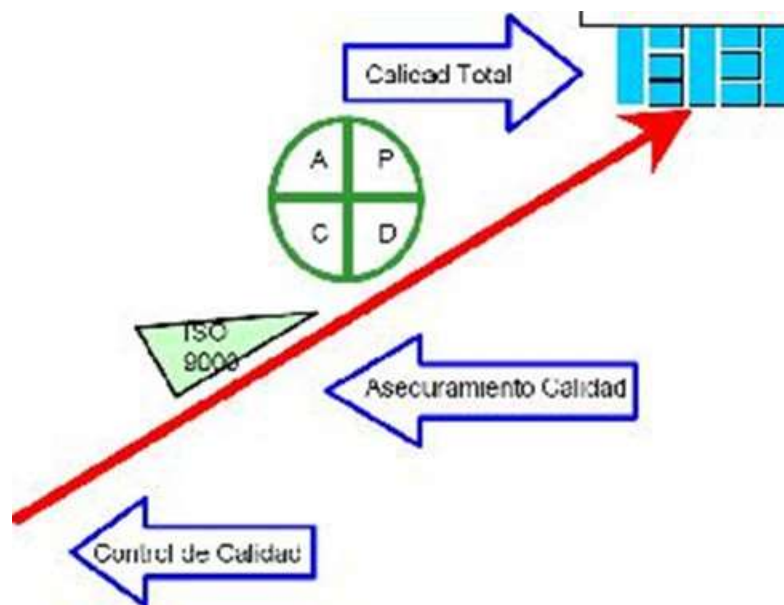 Calidad Total
A
P
C
D
ISO
9000
Aseguramiento Calidad
Control de Calidad